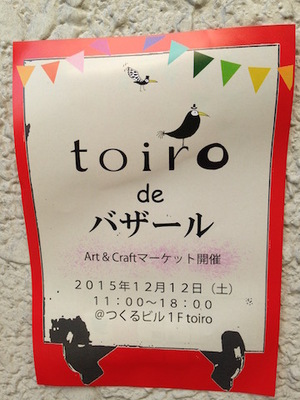 toiro
de
バザール
Art & Craftマーケット開催
2015年12月12日（土）
11：00～18：00
@つくるビル1F toiro